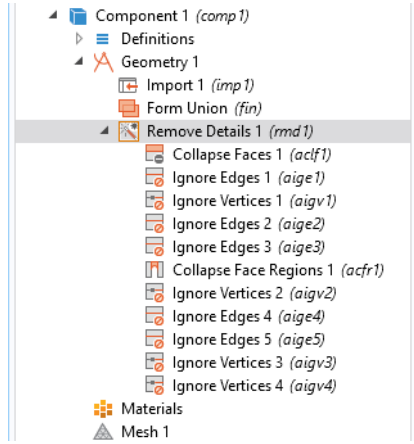 Component 1 (comp1)
Definitions
Geometry 1
Import 1 (imp1)
Form Union (fin)
Remove Details 1 (rmd1)
Collapse Faces 1 (aclf1)
Ignore Edges 1 (aige1)
Ignore Vertices 1 (aigv1)
Ignore Edges 2 (aige2)
Ignore Edges 3 (aige3)
Collapse Face Regions 1 (acfr1)
Ignore Vertices 2 (aigv2)
Ignore Edges 4 (aige4)
Ignore Edges 5 (aige5)
Ignore Vertices 3 (aigv3)
Ignore Vertices 4 (aigv4)
Materials
Mesh 1